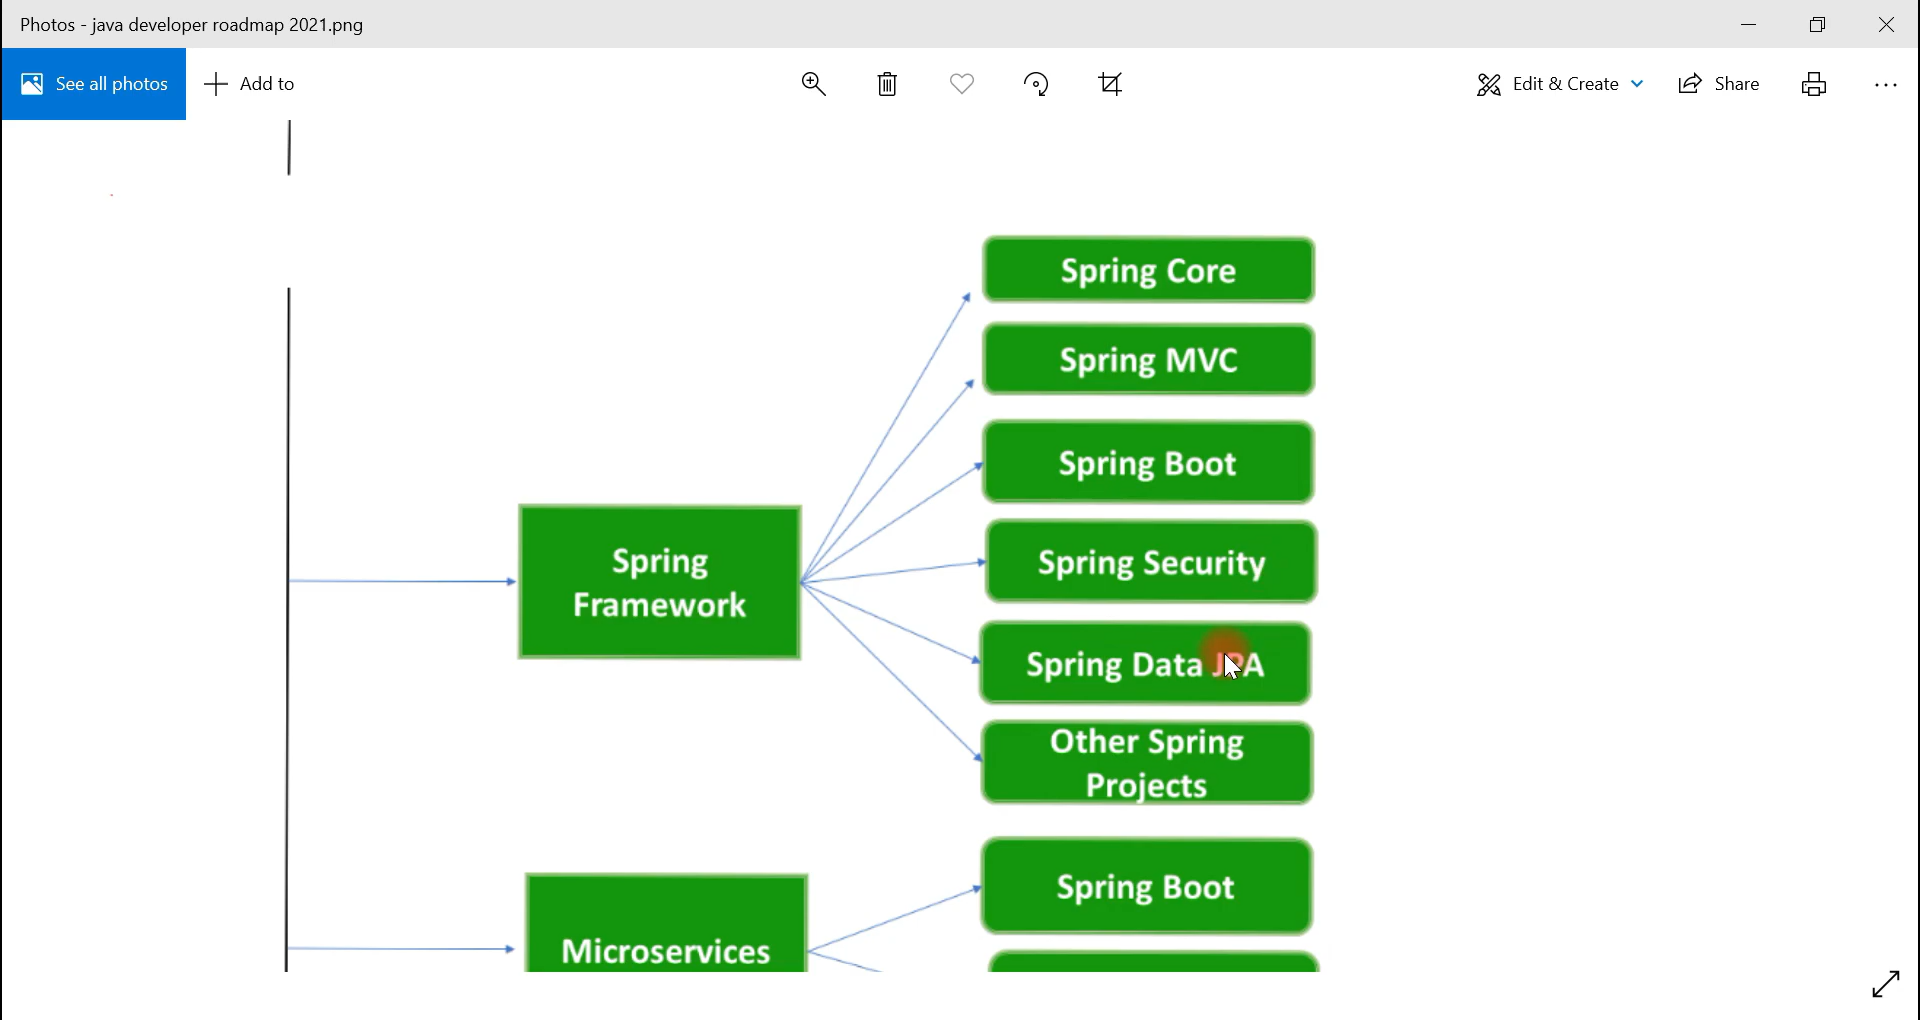 Photos - java developer roadmap 2021.png
See all photos
Add to
Edit & Create
Share
Spring Core
Spring MVC
Spring Boot
Spring
Framework
Spring Security
Spring Data JPA
Other Spring
Projects
Spring Boot
Microservices